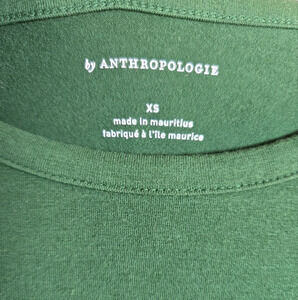 by ANTHROPOLOGIE
XS
made in mauritius
fabriqué à l'île maurice